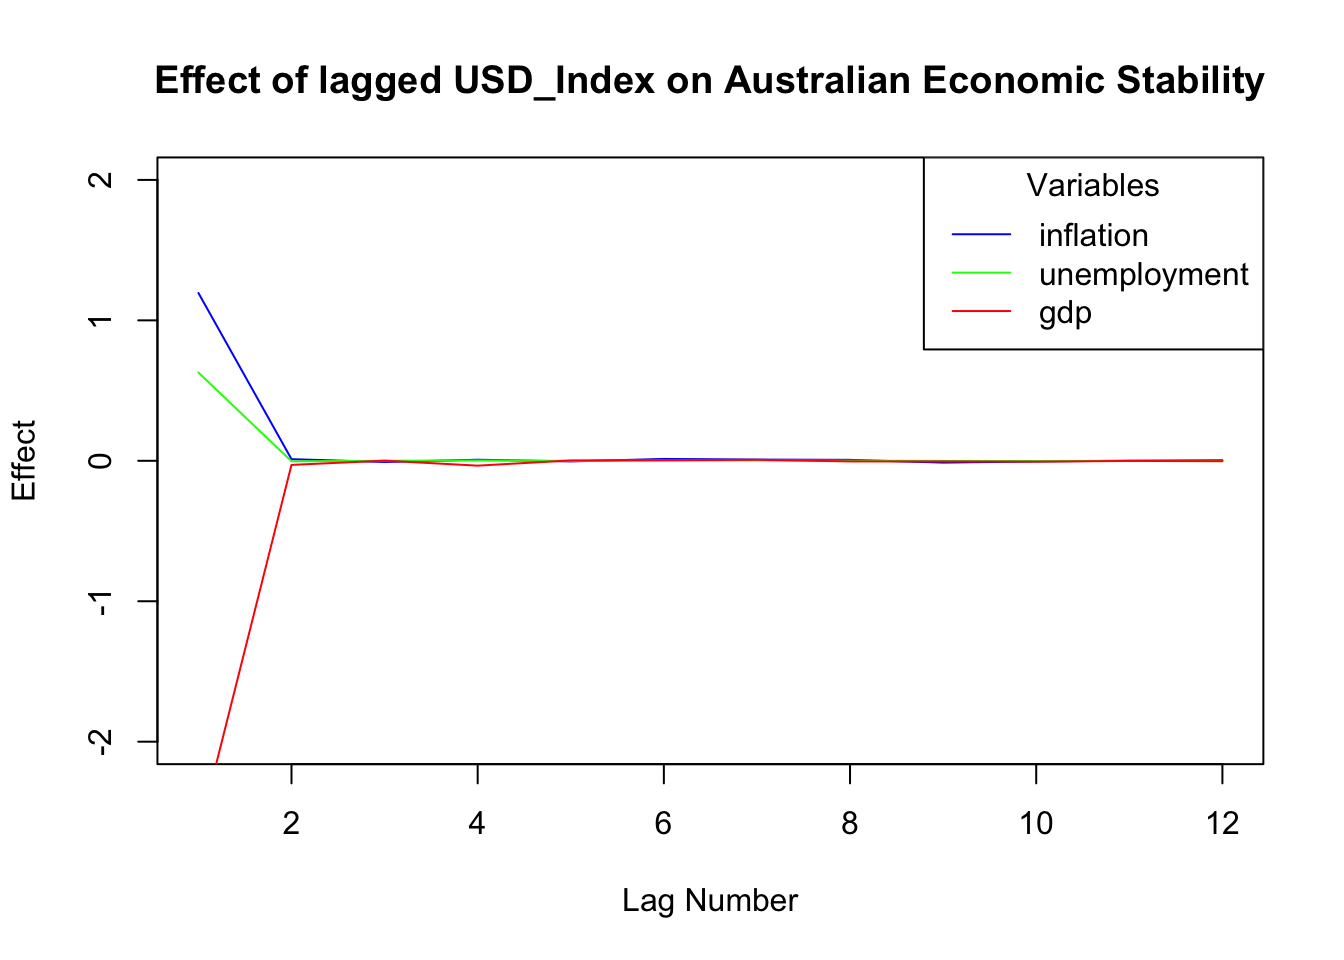 Effect of lagged USD_Index on Australian Economic Stability
Variables
inflation
unemployment
gdp
Effect
2
1
0
-1
-2
2
4
6
8
10
12
Lag Number